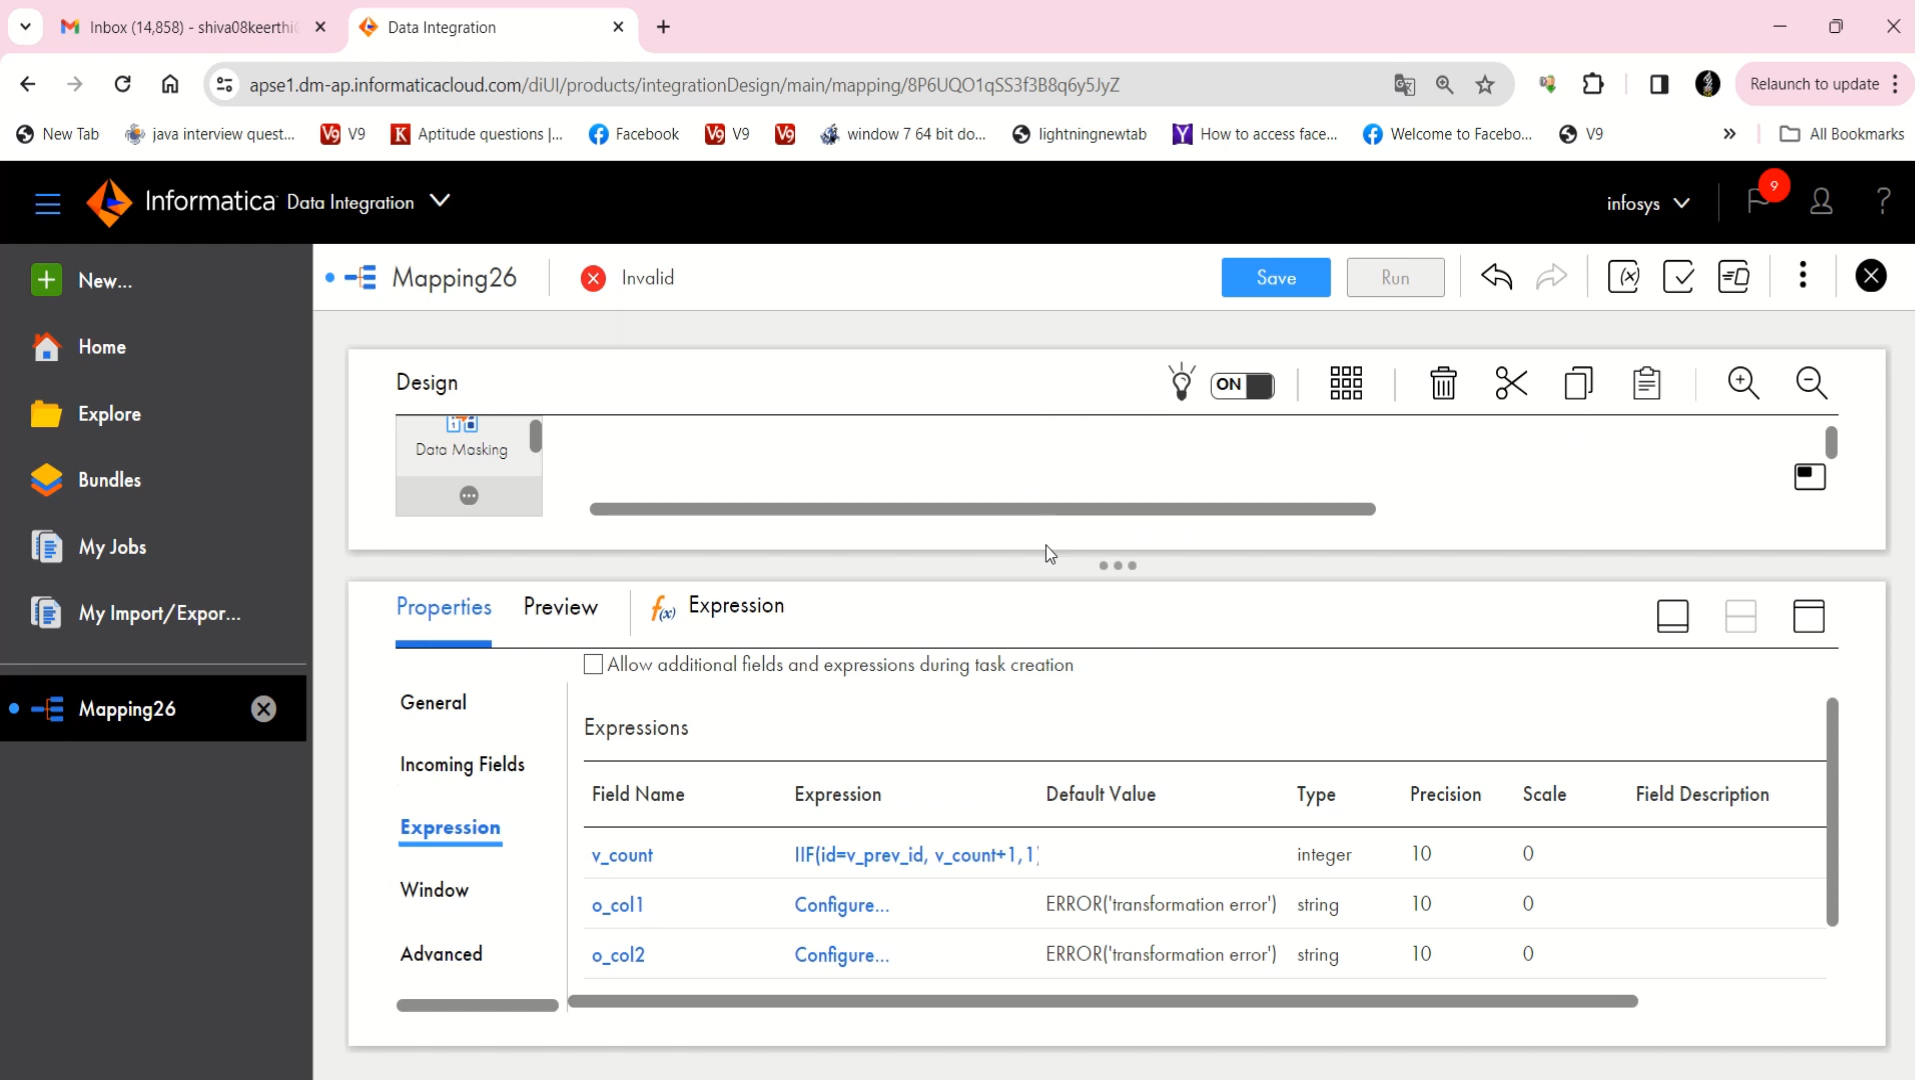 Inbox (14,858) - shiva08keerthi
Data Integration
apse1.dm-ap.informaticacloud.com/diUI/products/integrationDesign/main/mapping/8P6UQO1qSS3f3B8q6y5JyZ
Relaunch to update
New Tab
java interview quest...
V9
Aptitude questions |...
Facebook
V9
window 7 64 bit do...
lightningnewtab
How to access face...
Welcome to Facebo...
V9
»
All Bookmarks
Informatica Data Integration
infosys
9
?
New...
Mapping26
Invalid
Save
Run
Home
Design
ON
Explore
Data Masking
Bundles
My Jobs
My Import/Expor...
Properties
Preview
f(x) Expression
Allow additional fields and expressions during task creation
General
Mapping26
Expressions
Incoming Fields
Field Name
Expression
Default Value
Type
Precision
Scale
Field Description
Expression
v_count
IIF(id=v_prev_id, v_count+1,1)
integer
10
0
Window
o_col1
Configure...
ERROR('transformation error')
string
10
0
Advanced
o_col2
Configure...
ERROR('transformation error')
string
10
0